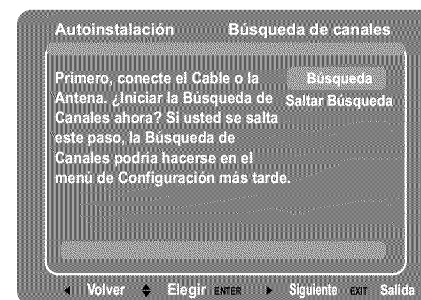 Autoinstalación Búsqueda de canales
Primero, conecte el Cable o la
Antena. ¿Iniciar la Búsqueda de
Canales ahora? Si usted se salta
este paso, la Búsqueda de
Canales podría hacerse en el
menú de Configuración más tarde.
Búsqueda
Saltar Búsqueda
Volver Elegir ENTER Siguiente EXIT Salida